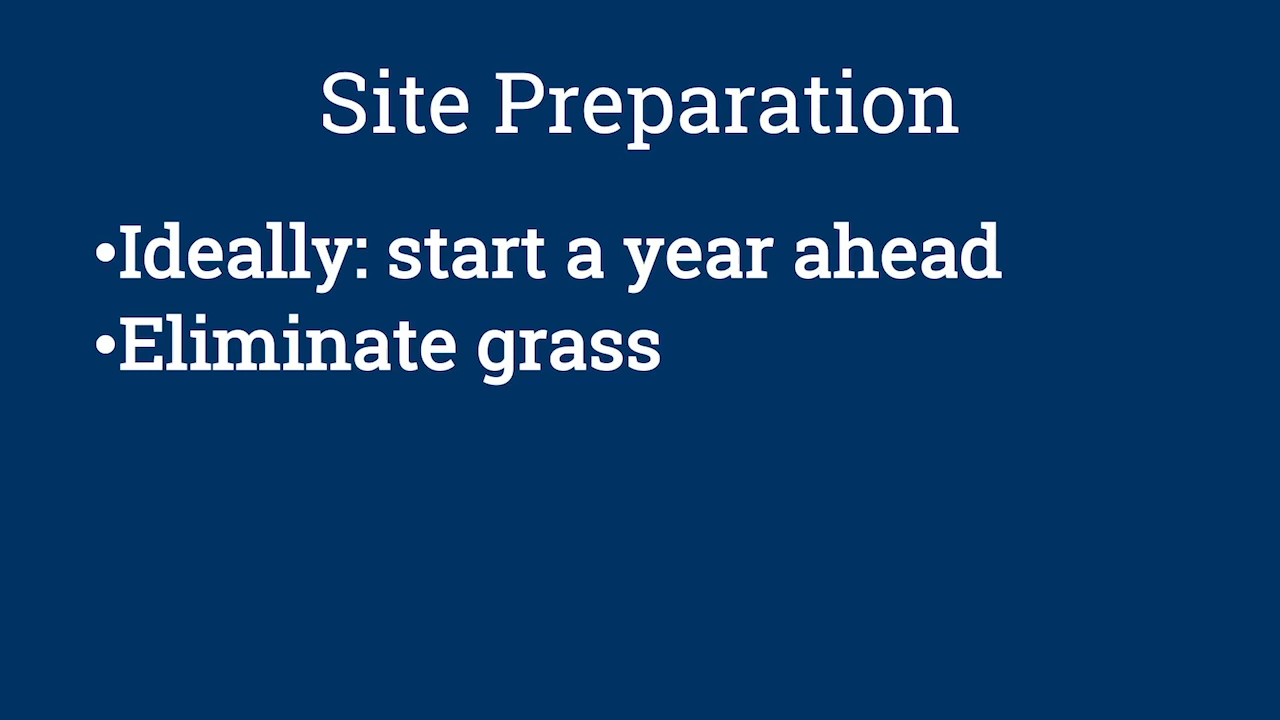 Site Preparation
•Ideally: start a year ahead
•Eliminate grass